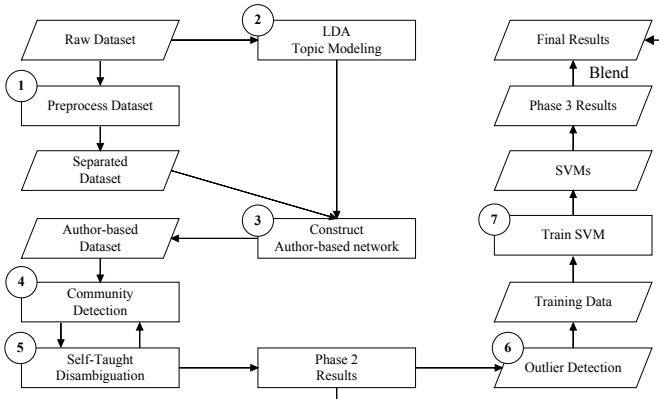 2
LDA
Topic Modeling
Raw Dataset
Final Results
Blend
1
Preprocess Dataset
Phase 3 Results
Separated
Dataset
SVMs
3
Construct
Author-based network
Author-based
Dataset
7
Train SVM
4
Community
Detection
Training Data
5
Self-Taught
Disambiguation
Phase 2
Results
6
Outlier Detection